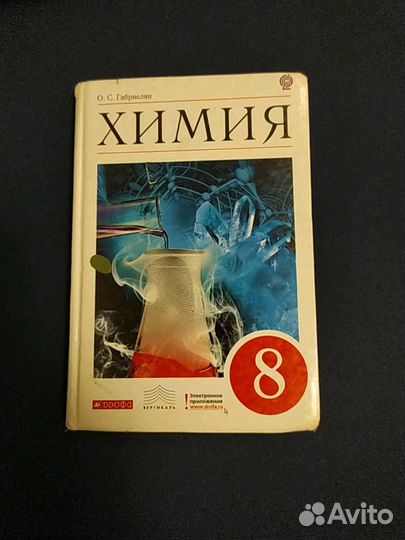 О. С. Габриелян
ХИМИЯ
8
дрофа
ВЕРТИКАЛЬ
! Электронное
приложение
www.drofa.ru
Avito